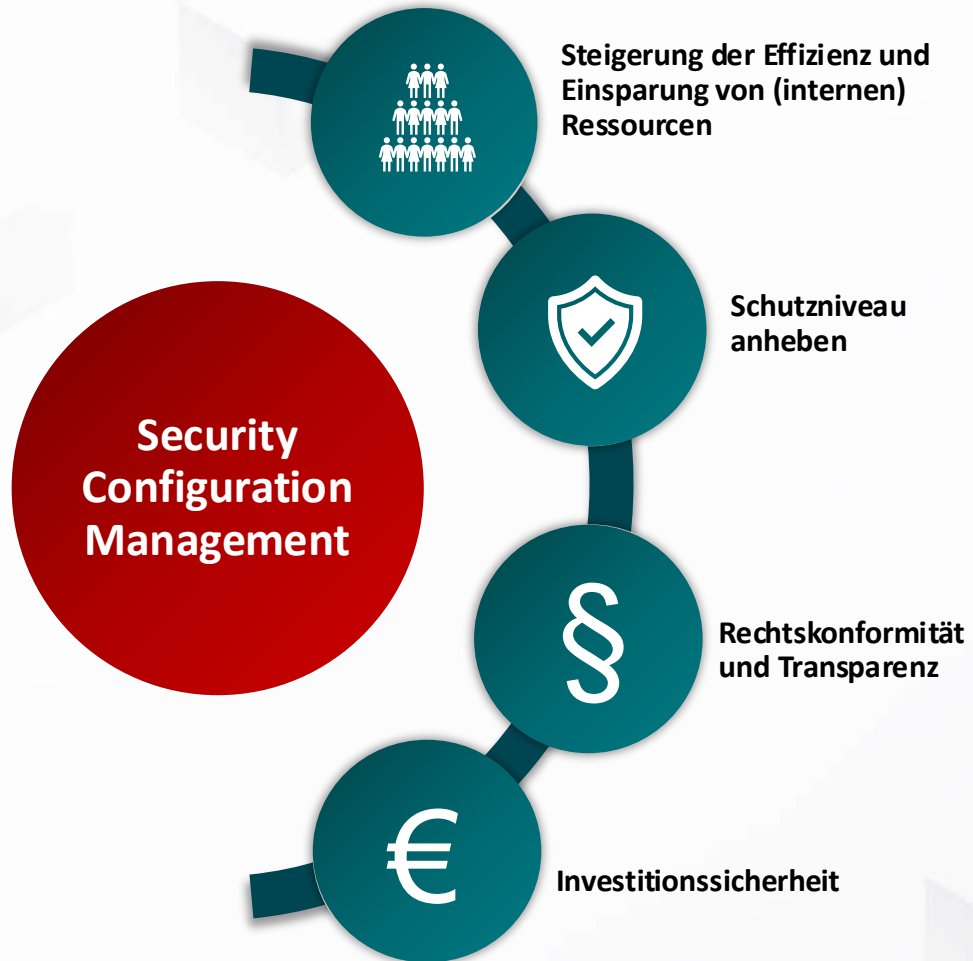 Steigerung der Effizienz und
Einsparung von (internen)
Ressourcen
Schutzniveau
anheben
Security
Configuration
Management
§
Rechtskonformität
und Transparenz
€
Investitionssicherheit